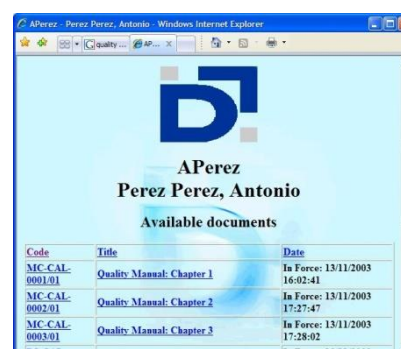 APerez - Perez Perez, Antonio - Windows Internet Explorer
quality ... AP... X
APerez
Perez Perez, Antonio
Available documents
Code Title Date
MC-CAL-0001/01 Quality Manual: Chapter 1 In Force: 13/11/2003 16:02:41
MC-CAL-0002/01 Quality Manual: Chapter 2 In Force: 13/11/2003 17:27:47
MC-CAL-0003/01 Quality Manual: Chapter 3 In Force: 13/11/2003 17:28:02